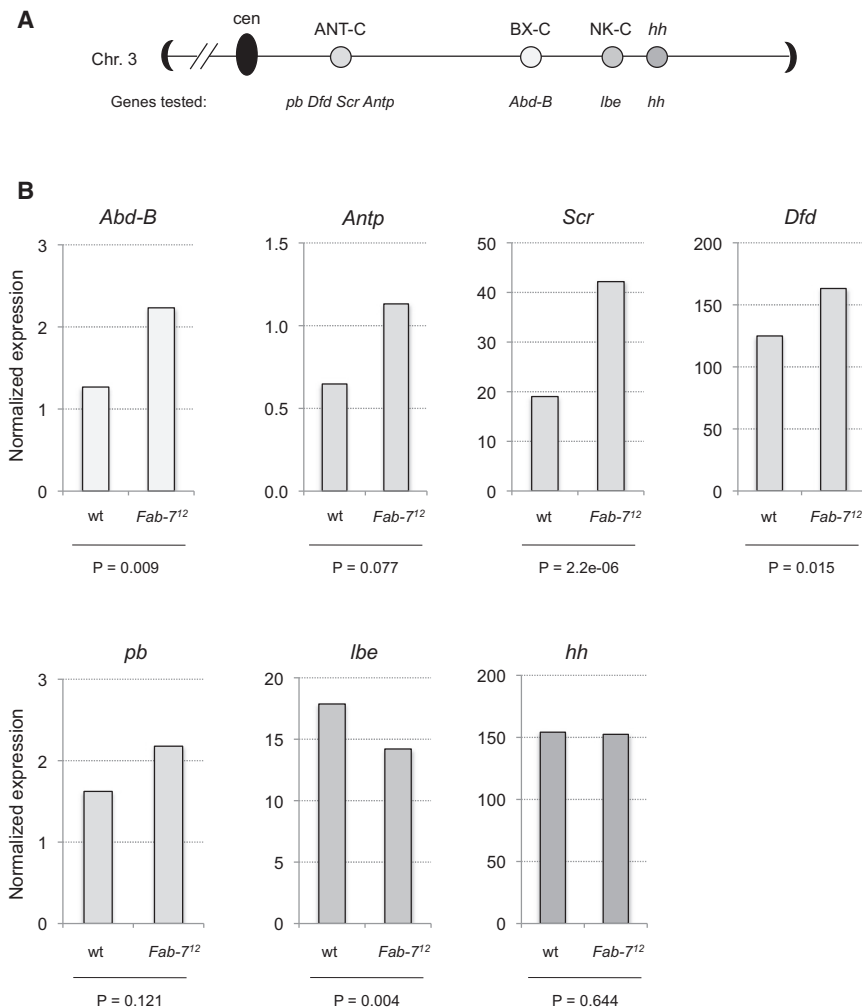 A
cen
ANT-C BX-C NK-C hh
Chr. 3
Genes tested: pb Dfd Scr Antp Abd-B lbe hh
B
Abd-B Antp Scr Dfd
Normalized expression
3
2
1
0
wt Fab-7¹²
P = 0.009
1.5
1.0
0.5
0.0
wt Fab-7¹²
P = 0.077
50
40
30
20
10
0
wt Fab-7¹²
P = 2.2e-06
200
150
100
50
0
wt Fab-7¹²
P = 0.015
pb lbe hh
Normalized expression
3
2
1
0
wt Fab-7¹²
P = 0.121
20
15
10
5
0
wt Fab-7¹²
P = 0.004
200
150
100
50
0
wt Fab-7¹²
P = 0.644